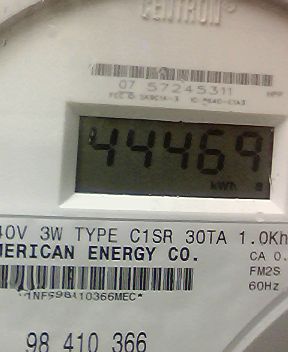 CENTRON
07 57245311
44469
kWh
40V 3W TYPE C1SR 30TA 1.0Kh
MERICAN ENERGY CO.
CA 0.
FM2S
60Hz
98 410 366